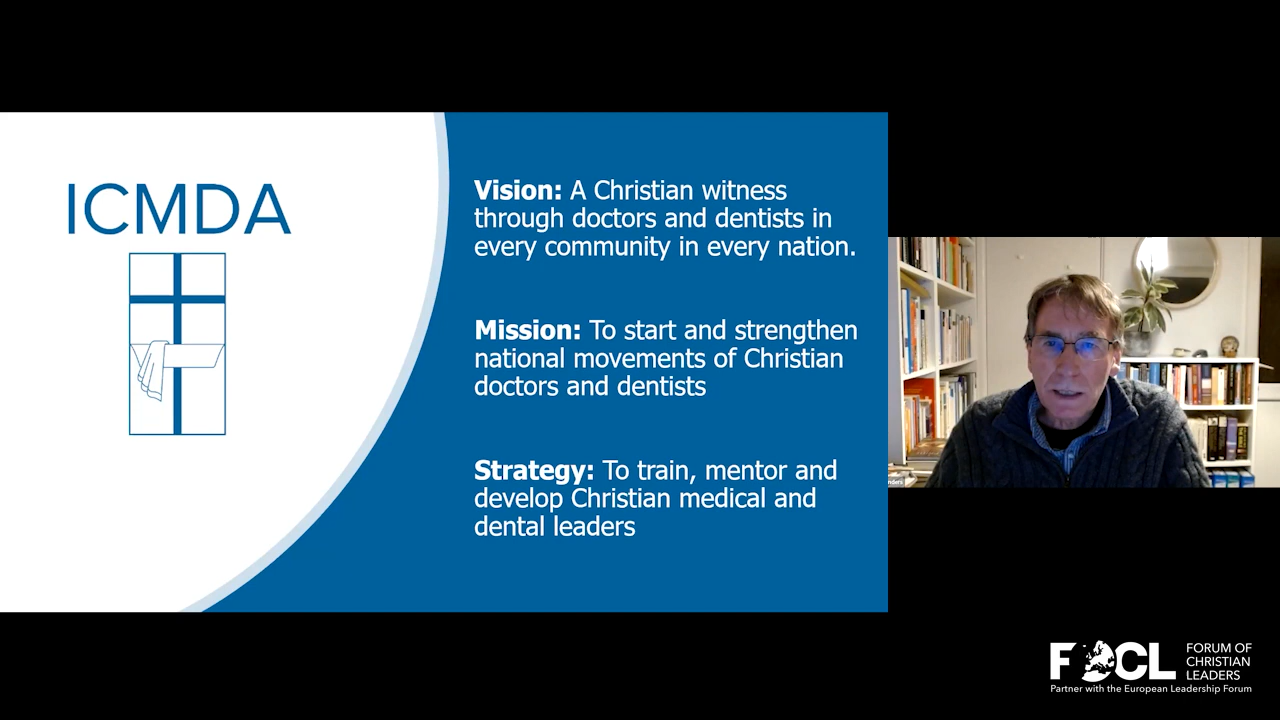 ICMDA
Vision: A Christian witness
through doctors and dentists in
every community in every nation.
Mission: To start and strengthen
national movements of Christian
doctors and dentists
Strategy: To train, mentor and
develop Christian medical and
dental leaders
FOCL
FORUM OF
CHRISTIAN
LEADERS
Partner with the European Leadership Forum